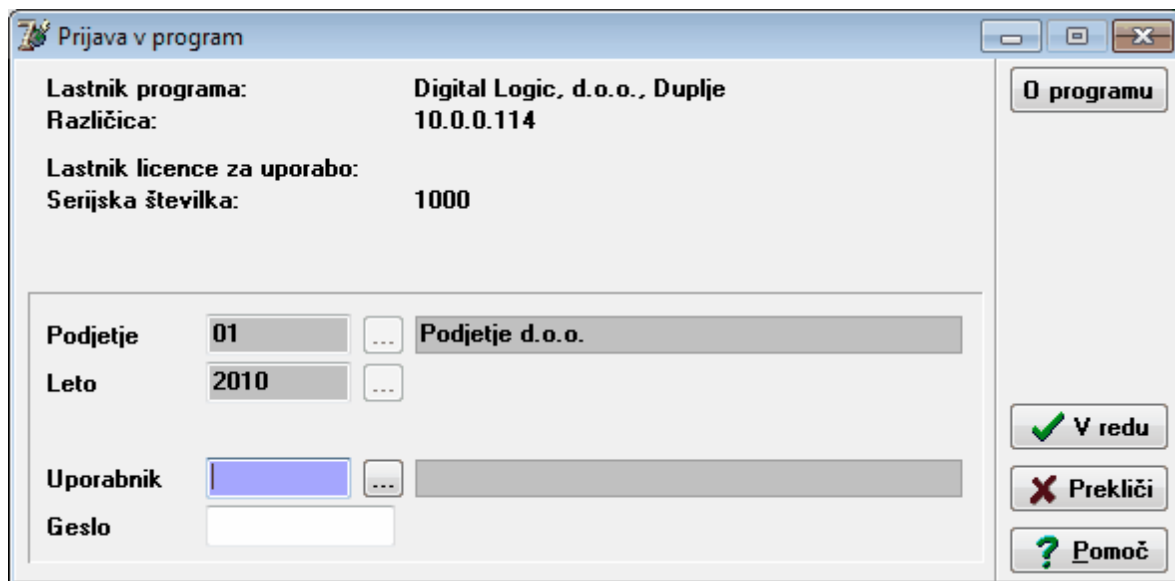 Prijava v program
Lastnik programa: Digital Logic, d.o.o., Duplje
Različica: 10.0.0.114
Lastnik licence za uporabo:
Serijska številka: 1000
O programu
Podjetje 01 ... Podjetje d.o.o.
Leto 2010 ...
Uporabnik ...
Geslo
V redu
Prekliči
Pomoč